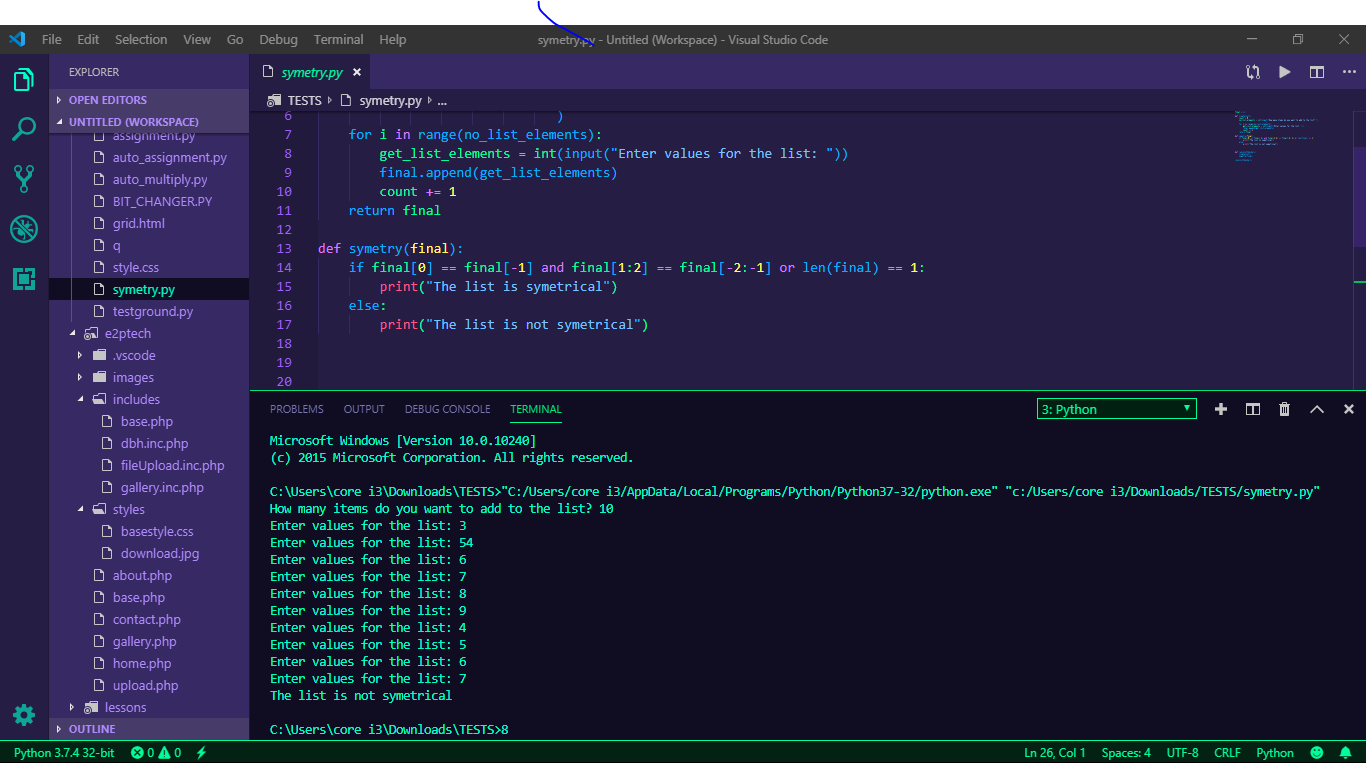 File Edit Selection View Go Debug Terminal Help symetry.py - Untitled (Workspace) - Visual Studio Code
EXPLORER
OPEN EDITORS
UNTITLED (WORKSPACE)
assignment.py
auto_assignment.py
auto_multiply.py
BIT_CHANGER.PY
grid.html
q
style.css
symetry.py
testground.py
e2ptech
.vscode
images
includes
base.php
dbh.inc.php
fileUpload.inc.php
gallery.inc.php
styles
basestyle.css
download.jpg
about.php
base.php
contact.php
gallery.php
home.php
upload.php
lessons
OUTLINE
symetry.py ×
TESTS symetry.py ...
6 )
7 for i in range(no_list_elements):
8 get_list_elements = int(input("Enter values for the list: "))
9 final.append(get_list_elements)
10 count += 1
11 return final
12
13 def symetry(final):
14 if final[0] == final[-1] and final[1:2] == final[-2:-1] or len(final) == 1:
15 print("The list is symetrical")
16 else:
17 print("The list is not symetrical")
18
19
20
PROBLEMS OUTPUT DEBUG CONSOLE TERMINAL 3: Python
Microsoft Windows [Version 10.0.10240]
(c) 2015 Microsoft Corporation. All rights reserved.
C:\Users\core i3\Downloads\TESTS>"C:/Users/core i3/AppData/Local/Programs/Python/Python37-32/python.exe" "c:/Users/core i3/Downloads/TESTS/symetry.py"
How many items do you want to add to the list? 10
Enter values for the list: 3
Enter values for the list: 54
Enter values for the list: 6
Enter values for the list: 7
Enter values for the list: 8
Enter values for the list: 9
Enter values for the list: 4
Enter values for the list: 5
Enter values for the list: 6
Enter values for the list: 7
The list is not symetrical
C:\Users\core i3\Downloads\TESTS>8
Python 3.7.4 32-bit 0 0 Ln 26, Col 1 Spaces: 4 UTF-8 CRLF Python